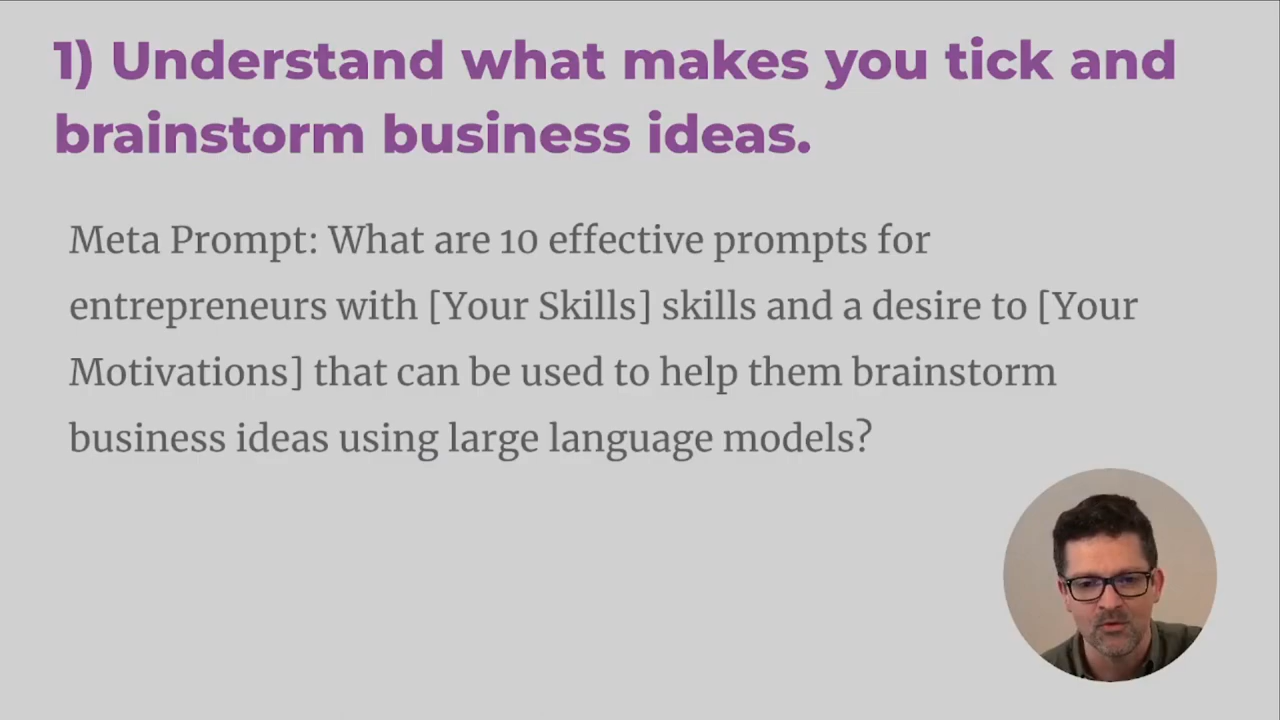 1) Understand what makes you tick and
brainstorm business ideas.
Meta Prompt: What are 10 effective prompts for
entrepreneurs with [Your Skills] skills and a desire to [Your
Motivations] that can be used to help them brainstorm
business ideas using large language models?